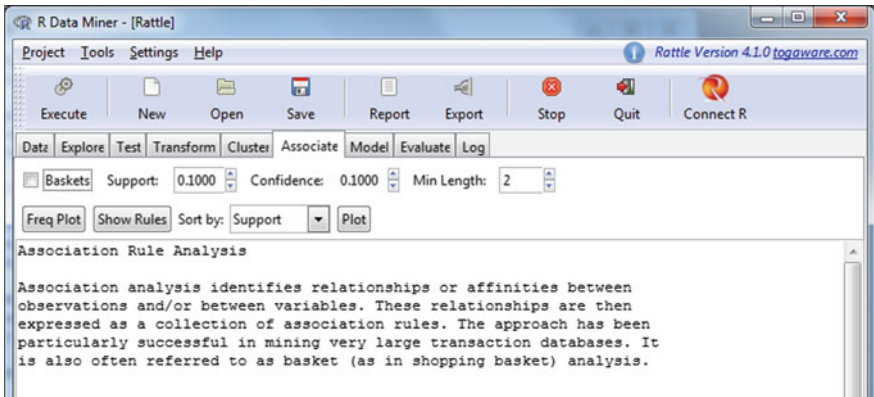 R Data Miner - [Rattle]
Project Tools Settings Help Rattle Version 4.1.0 togaware.com
Execute New Open Save Report Export Stop Quit Connect R
Data Explore Test Transform Cluster Associate Model Evaluate Log
Baskets Support: 0.1000 Confidence: 0.1000 Min Length: 2
Freq Plot Show Rules Sort by: Support Plot
Association Rule Analysis
Association analysis identifies relationships or affinities between
observations and/or between variables. These relationships are then
expressed as a collection of association rules. The approach has been
particularly successful in mining very large transaction databases. It
is also often referred to as basket (as in shopping basket) analysis.